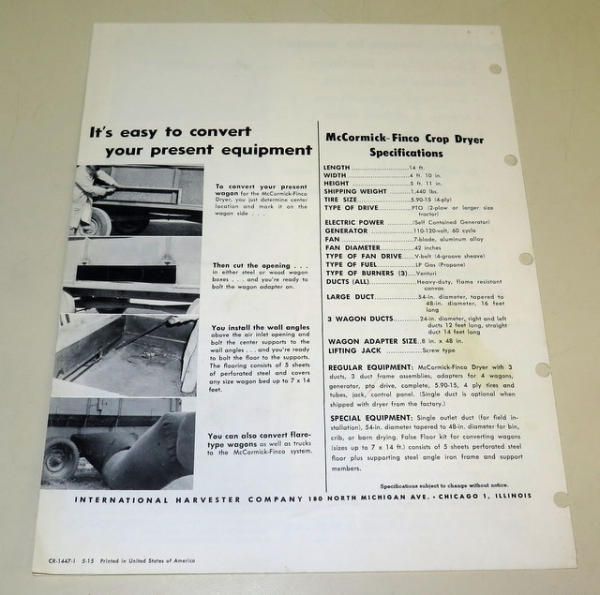 It's easy to convert
your present equipment
To convert your present
wagon for the McCormick-Finco
Dryer, you just determine center
location and mark it on the
wagon side . . .
Then cut the opening . . .
in either steel or wood wagon
boxes . . . and you're ready to
bolt the wagon adapter on.
You install the wall angles
above the air inlet opening and
bolt the center supports to the
wall angles . . . and you're ready
to bolt the floor to the supports.
The flooring consists of 5 sheets
of perforated steel and covers
any size wagon bed up to 7 x 14
feet.
You can also convert flare-
type wagons as well as trucks
to the McCormick-Finco system.
McCormick-Finco Crop Dryer
Specifications
LENGTH 14 ft.
WIDTH 4 ft. 10 in.
HEIGHT 5 ft. 11 in.
SHIPPING WEIGHT 1,440 lbs.
TIRE SIZE 5.90-15 (4-ply)
TYPE OF DRIVE PTO (2-plow or larger size
tractor)
ELECTRIC POWER (Self Contained Generator)
GENERATOR 110-120-volt, 60 cycle
FAN 7-blade, aluminum alloy
FAN DIAMETER 42 inches
TYPE OF FAN DRIVE V-belt (4-groove sheave)
TYPE OF FUEL LP Gas (Propane)
TYPE OF BURNERS (3) Venturi
DUCTS (ALL) Heavy-duty, flame resistant
canvas
LARGE DUCT 54-in. diameter, tapered to
48-in. diameter, 16 feet
long
3 WAGON DUCTS 24-in. diameter, right and left
ducts 12 feet long, straight
duct 14 feet long
WAGON ADAPTER SIZE 8 in. x 48 in.
LIFTING JACK Screw type
REGULAR EQUIPMENT: McCormick-Finco Dryer with 3
ducts, 3 duct frame assemblies, adapters for 4 wagons,
generator, pto drive, complete, 5.90-15, 4 ply tires and
tubes, jack, control panel. (Single duct is optional when
shipped with dryer from the factory.)
SPECIAL EQUIPMENT: Single outlet duct (for field in-
stallation), 54-in. diameter tapered to 48-in. diameter, for bin,
crib, or barn drying. False Floor kit for converting wagons
(sizes up to 7 x 14 ft.) consists of 5 sheets perforated steel
floor plus supporting steel angle iron frame and support
members.
Specifications subject to change without notice.
INTERNATIONAL HARVESTER COMPANY 180 NORTH MICHIGAN AVE. • CHICAGO 1, ILLINOIS
CR-1447-I 5-15 Printed in United States of America